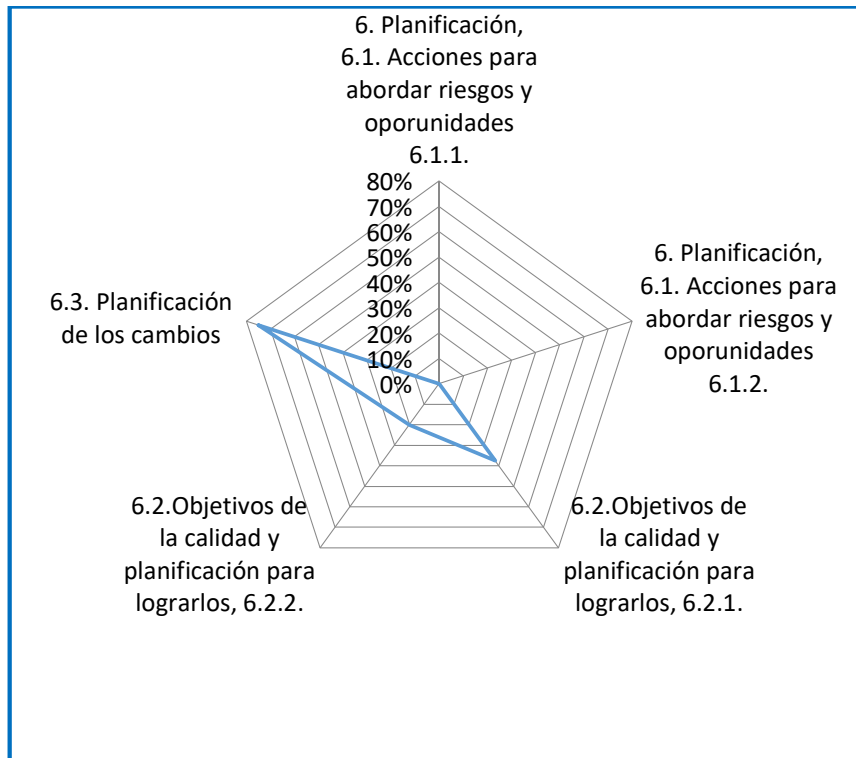 6. Planificación,
6.1. Acciones para
abordar riesgos y
oporunidades
6.1.1.
80%
70%
60%
50%
40%
30%
20%
10%
0%
6. Planificación,
6.1. Acciones para
abordar riesgos y
oporunidades
6.1.2.
6.2.Objetivos de
la calidad y
planificación para
lograrlos, 6.2.1.
6.2.Objetivos de
la calidad y
planificación para
lograrlos, 6.2.2.
6.3. Planificación
de los cambios